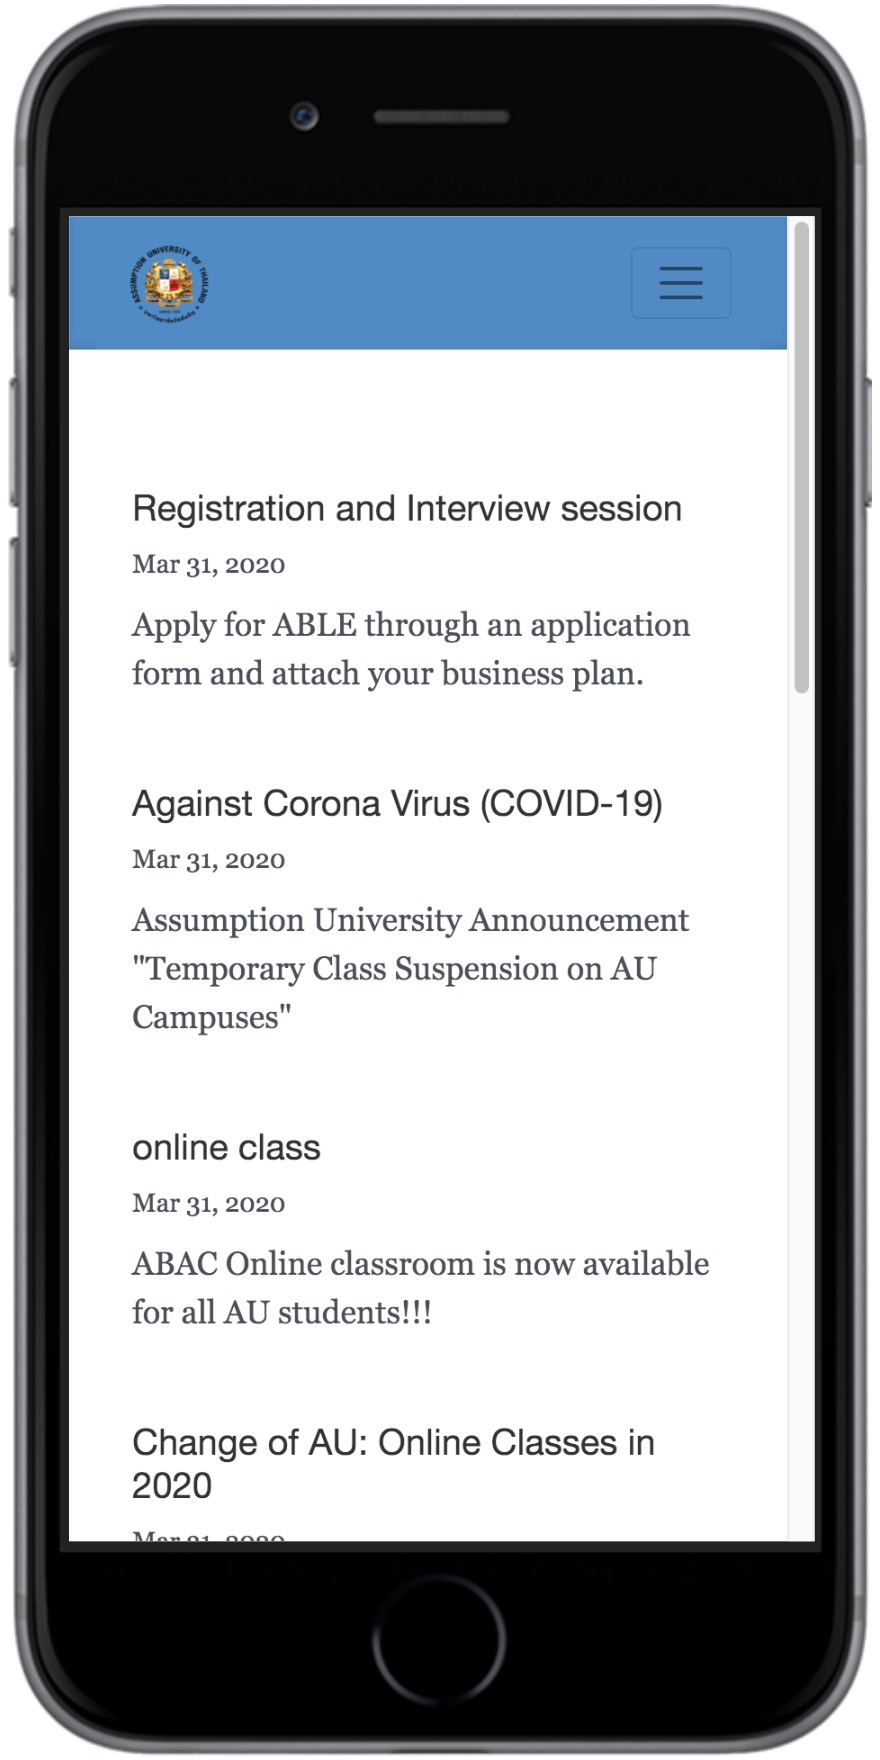 ASSUMPTION UNIVERSITY OF THAILAND
Registration and Interview session
Mar 31, 2020
Apply for ABLE through an application
form and attach your business plan.
Against Corona Virus (COVID-19)
Mar 31, 2020
Assumption University Announcement
"Temporary Class Suspension on AU
Campuses"
online class
Mar 31, 2020
ABAC Online classroom is now available
for all AU students!!!
Change of AU: Online Classes in
2020
Mar 31, 2020